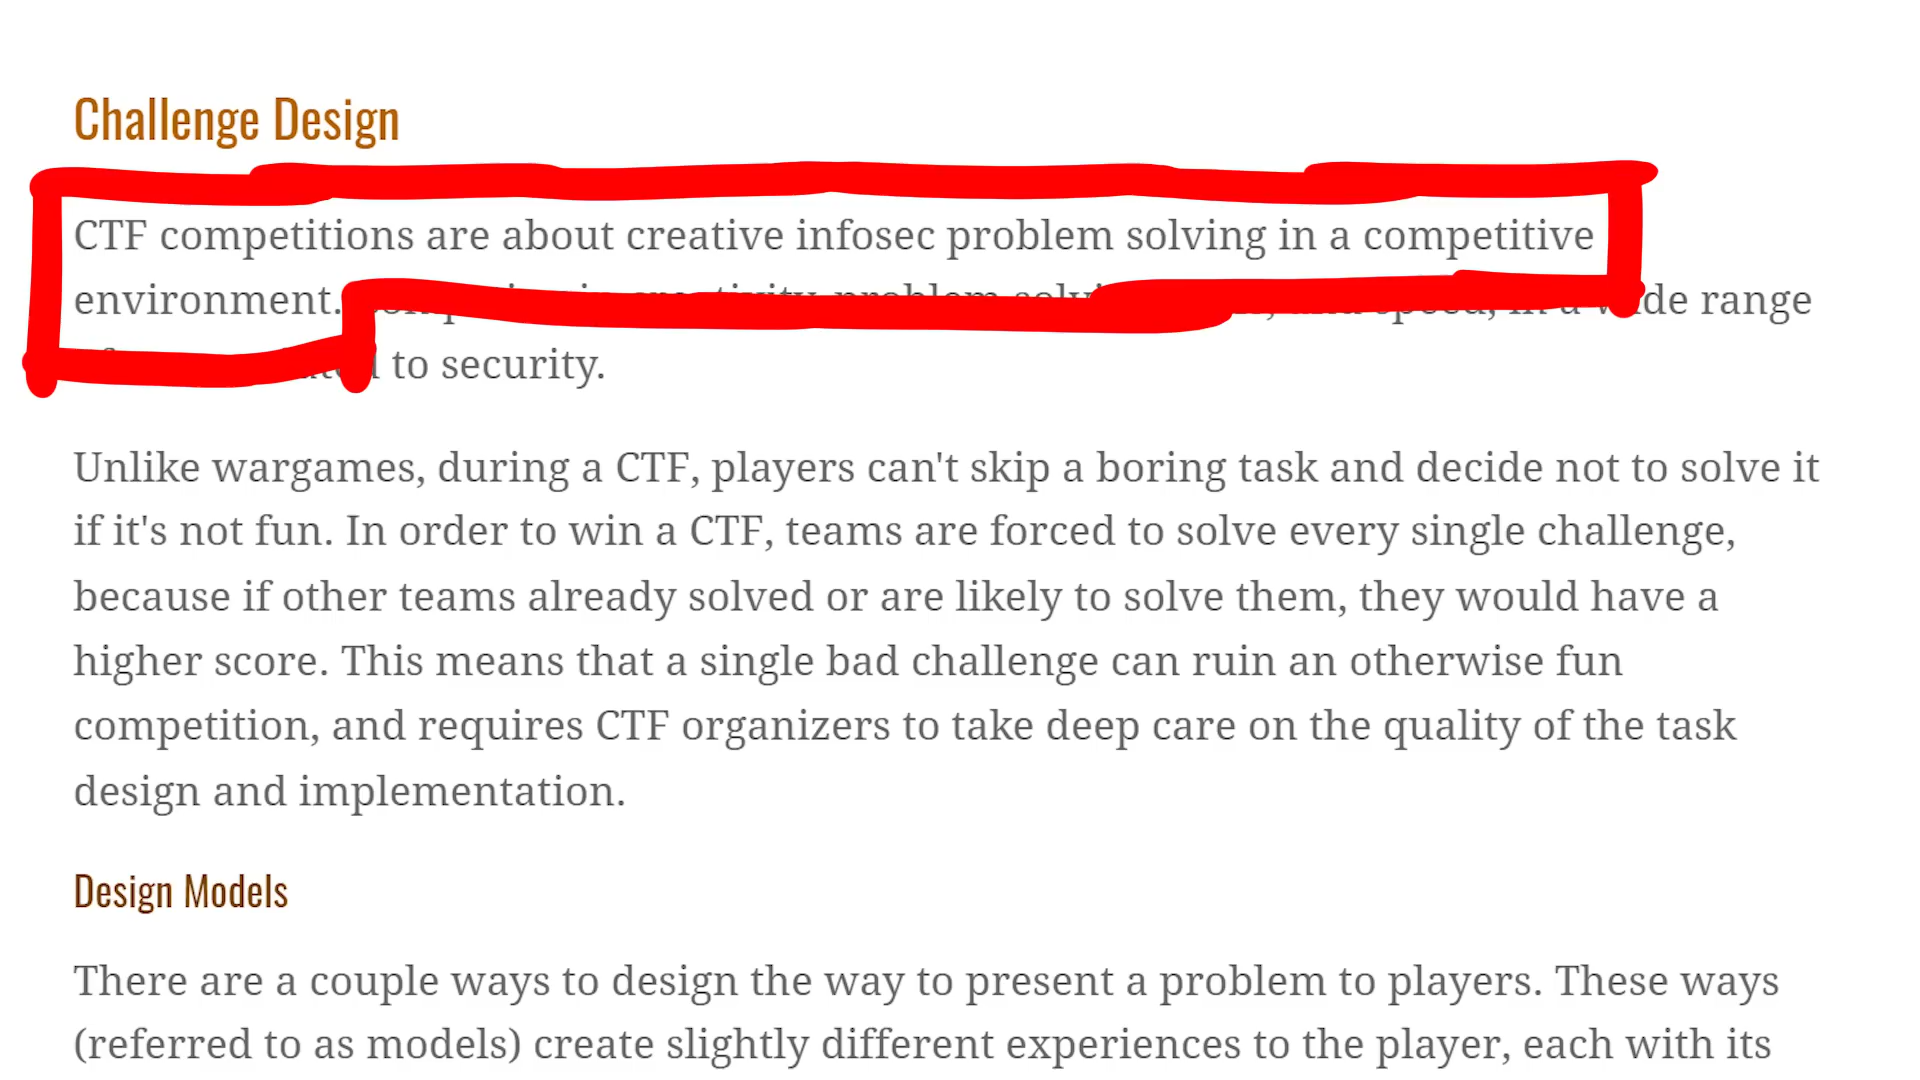 Challenge Design
CTF competitions are about creative infosec problem solving in a competitive
environment. creativity, problem and speed, in a wide range
to security.
Unlike wargames, during a CTF, players can't skip a boring task and decide not to solve it
if it's not fun. In order to win a CTF, teams are forced to solve every single challenge,
because if other teams already solved or are likely to solve them, they would have a
higher score. This means that a single bad challenge can ruin an otherwise fun
competition, and requires CTF organizers to take deep care on the quality of the task
design and implementation.
Design Models
There are a couple ways to design the way to present a problem to players. These ways
(referred to as models) create slightly different experiences to the player, each with its